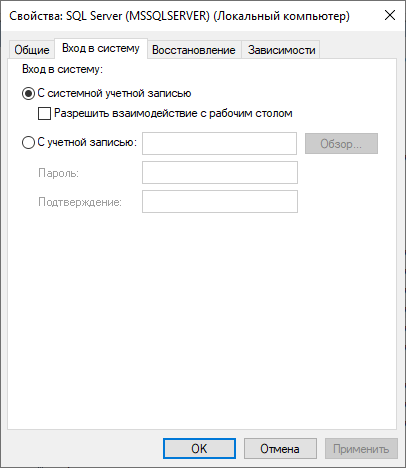 Свойства: SQL Server (MSSQLSERVER) (Локальный компьютер)
Общие Вход в систему Восстановление Зависимости
Вход в систему:
С системной учетной записью
Разрешить взаимодействие с рабочим столом
С учетной записью: Обзор...
Пароль:
Подтверждение:
OK Отмена Применить